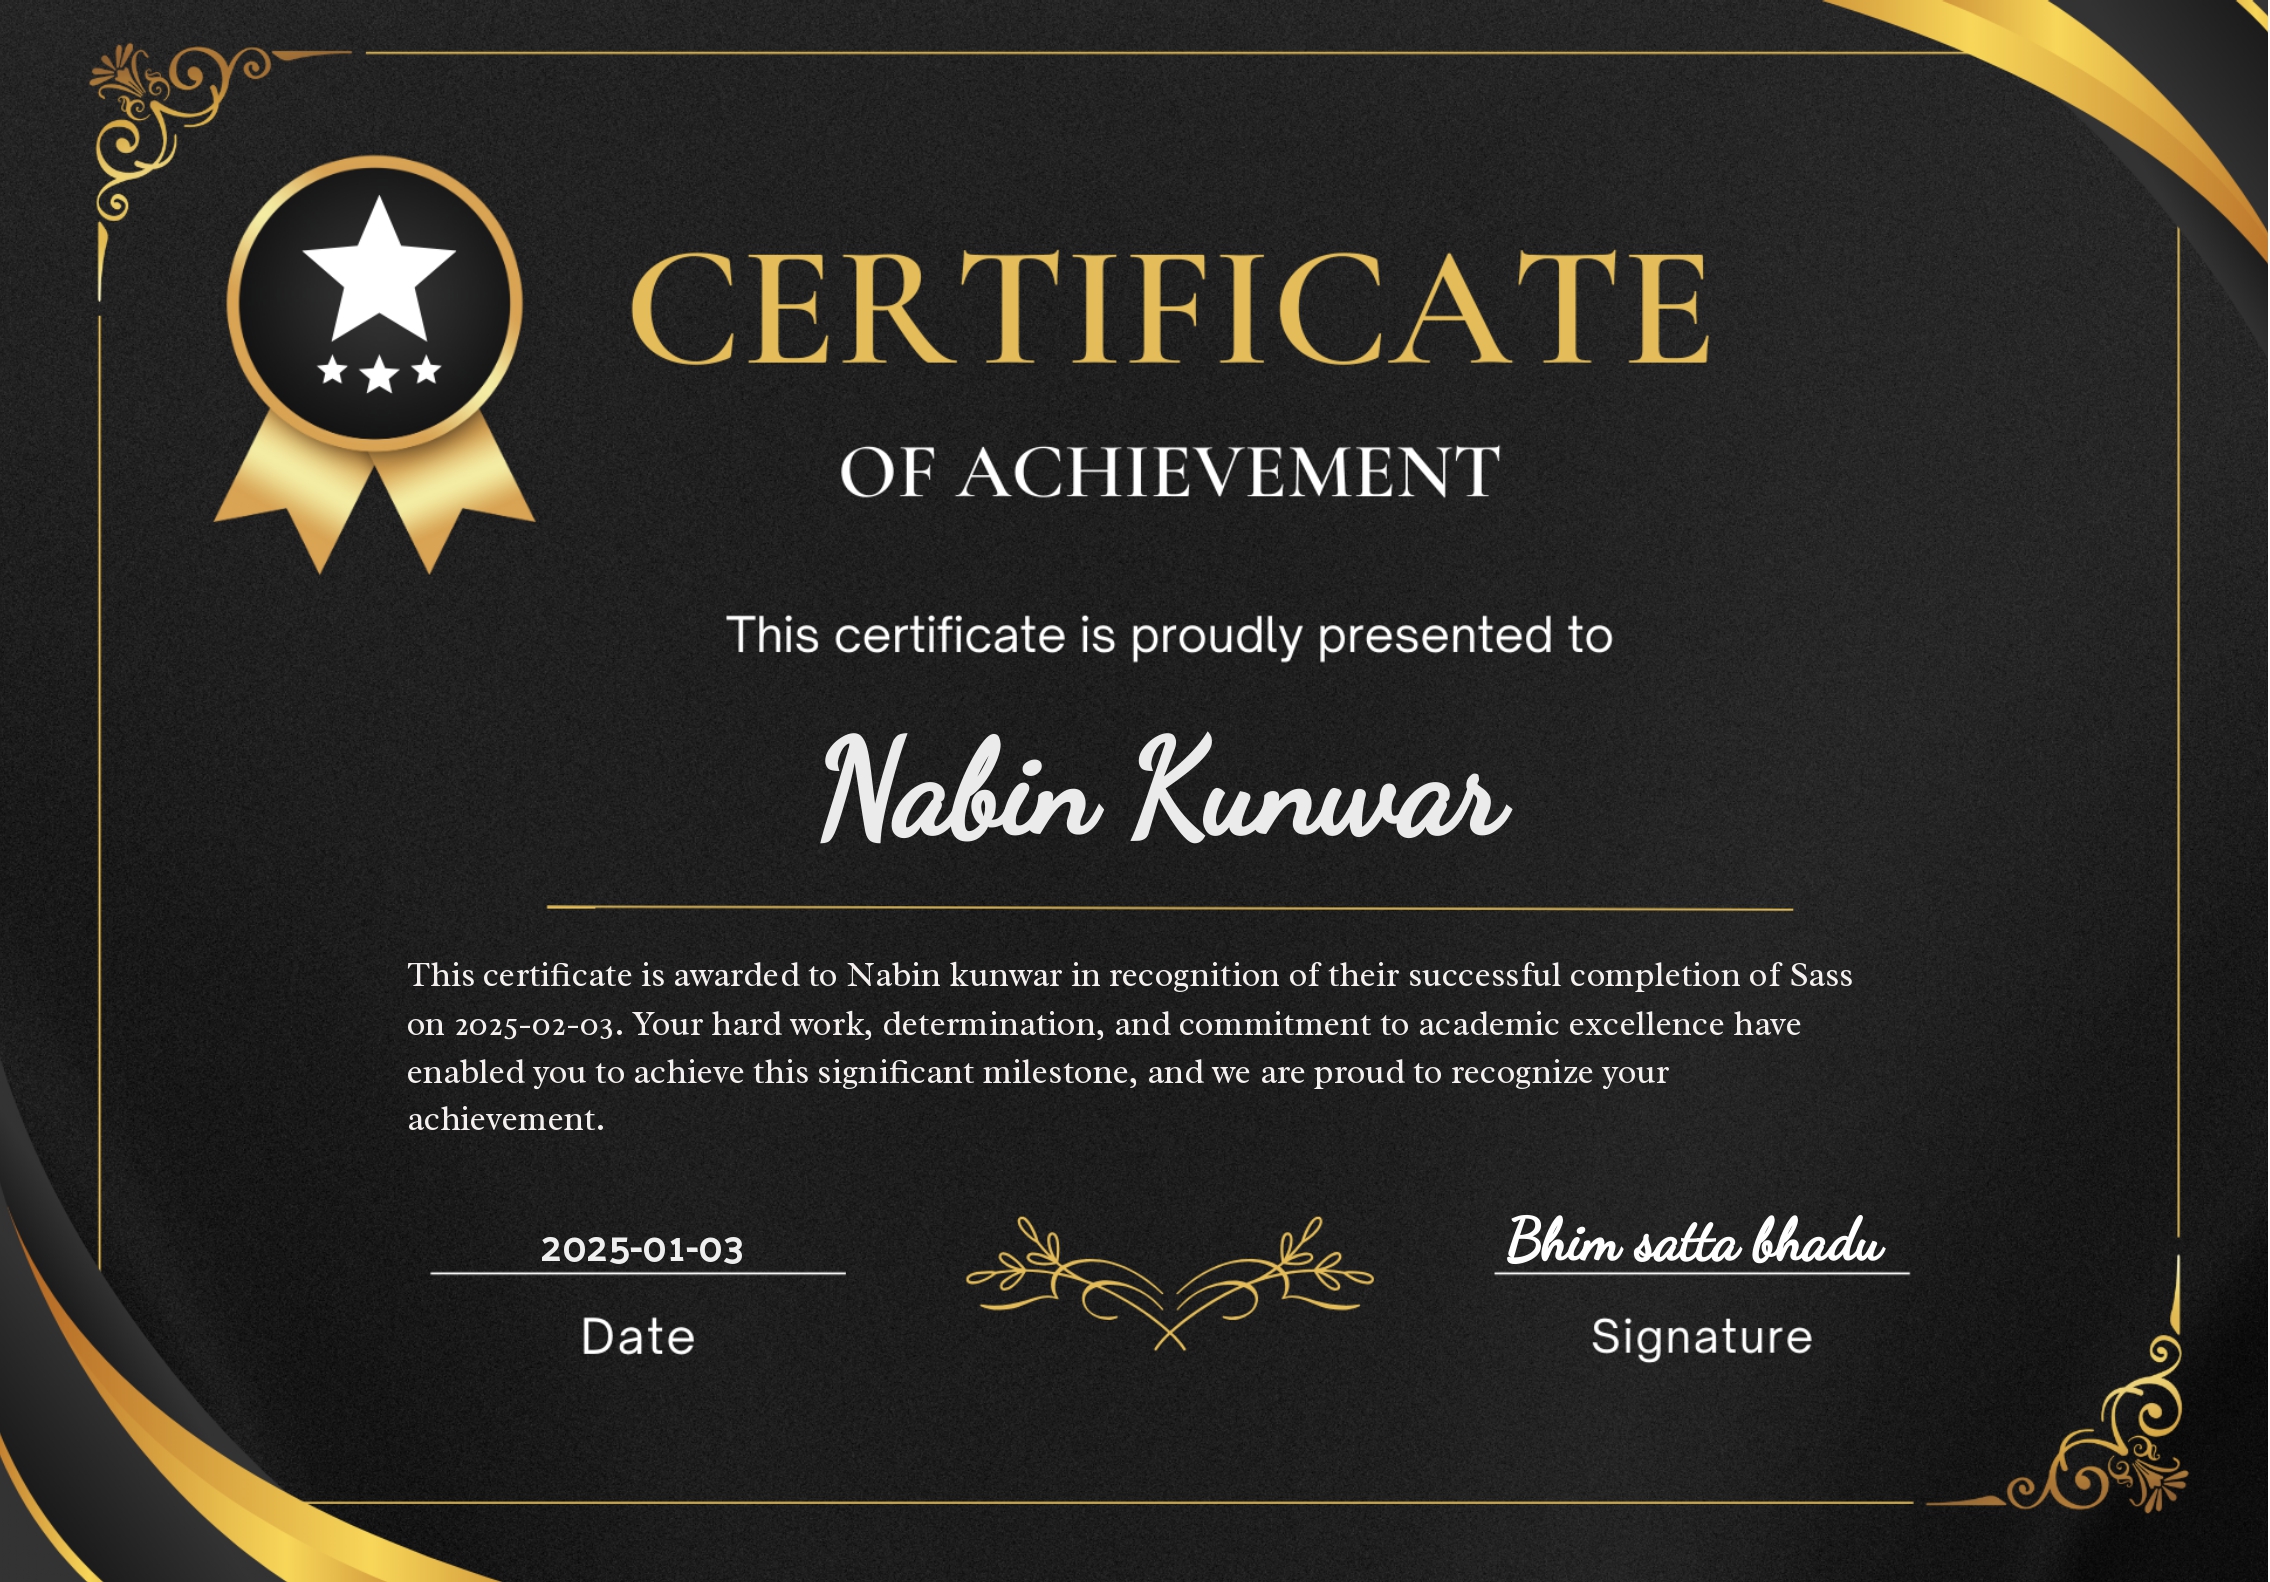 CERTIFICATE
OF ACHIEVEMENT
This certificate is proudly presented to
Nabin Kunwar
This certificate is awarded to Nabin kunwar in recognition of their successful completion of Sass
on 2025-02-03. Your hard work, determination, and commitment to academic excellence have
enabled you to achieve this significant milestone, and we are proud to recognize your
achievement.
2025-01-03
Bhim satta bhadu
Date
Signature